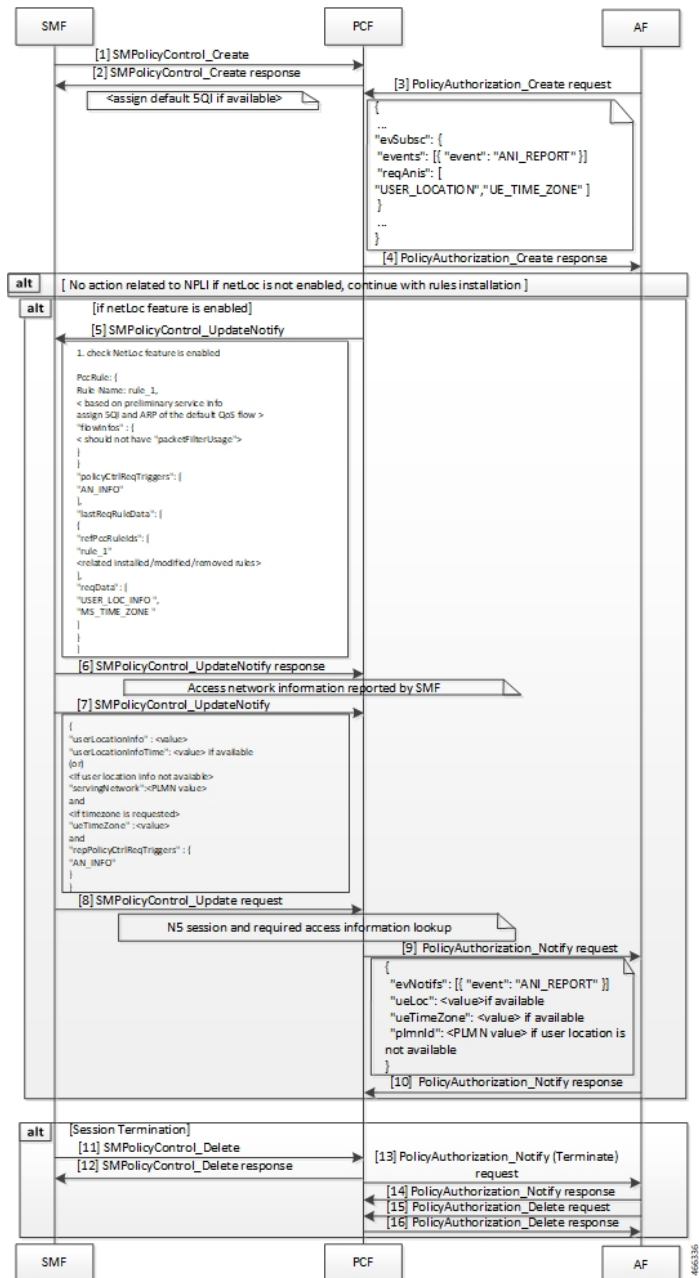 SMF
PCF
AF
[1] SMPolicyControl_Create
[2] SMPolicyControl_Create response
<assign default 5QI if available>
[3] PolicyAuthorization_Create request
{
...
"evSubsc": {
"events": [{ "event": "ANI_REPORT" }]
"reqAnis": [
"USER_LOCATION","UE_TIME_ZONE" ]
}
...
}
[4] PolicyAuthorization_Create response
alt
[ No action related to NPLI if netLoc is not enabled, continue with rules installation ]
alt
[if netLoc feature is enabled]
[5] SMPolicyControl_UpdateNotify
1. check NetLoc feature is enabled
PccRule: {
Rule Name: rule_1,
< based on preliminary service info
assign 5QI and ARP of the default QoS flow >
"flowInfos" : {
< should not have "packetFilterUsage">
}
}
"policyCtrlReqTriggers": [
"AN_INFO"
],
"lastReqRuleData": [
{
"refPccRuleIds": [
"rule_1"
<related installed/modified/removed rules>
],
"reqData": [
"USER_LOC_INFO ",
"MS_TIME_ZONE "
]
}
]
[6] SMPolicyControl_UpdateNotify response
Access network information reported by SMF
[7] SMPolicyControl_UpdateNotify
{
"userLocationInfo" : <value>
"userLocationInfoTime": <value> if available
(or)
<if user location info not available>
"servingNetwork":<PLMN value>
and
<if timezone is requested>
"ueTimeZone" :<value>
and
"repPolicyCtrlReqTriggers" : {
"AN_INFO"
}
}
[8] SMPolicyControl_Update request
N5 session and required access information lookup
[9] PolicyAuthorization_Notify request
{
"evNotifs": [{ "event": "ANI_REPORT" }]
"ueLoc": <value>if available
"ueTimeZone": <value> if available
"plmnId": <PLMN value> if user location is
not available
}
[10] PolicyAuthorization_Notify response
alt
[Session Termination]
[11] SMPolicyControl_Delete
[12] SMPolicyControl_Delete response
[13] PolicyAuthorization_Notify (Terminate)
request
[14] PolicyAuthorization_Notify response
[15] PolicyAuthorization_Delete request
[16] PolicyAuthorization_Delete response
SMF
PCF
AF
466336